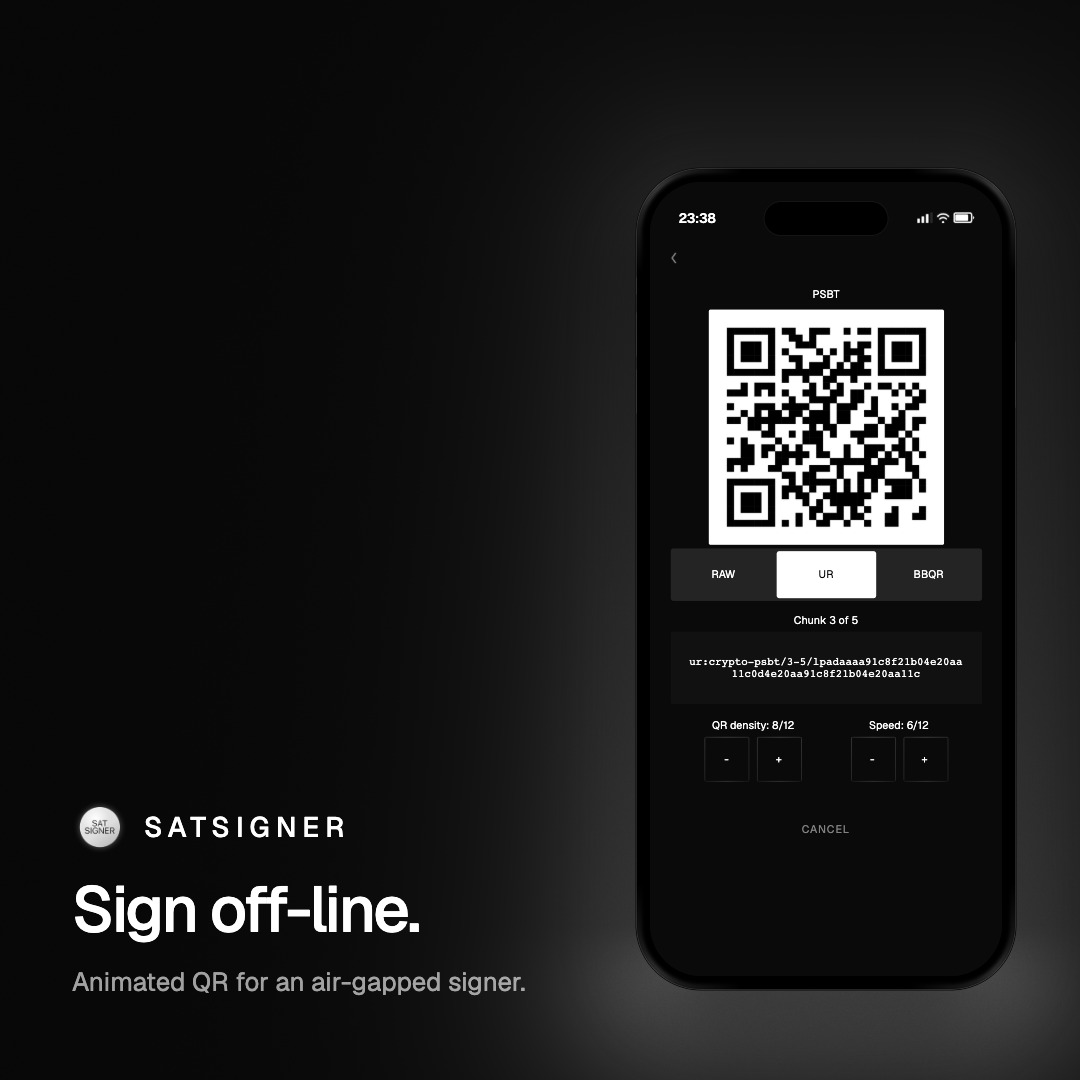 23:38
PSBT
RAW
UR
BBQR
Chunk 3 of 5
ur:crypto-psbt/3-5/lpadaaaa91c8f21b04e20aa
11c0d4e20aa91c8f21b04e20aa11c
QR density: 8/12
Speed: 6/12
-
+
-
+
CANCEL
SAT
SIGNER
SATSIGNER
Sign off-line.
Animated QR for an air-gapped signer.